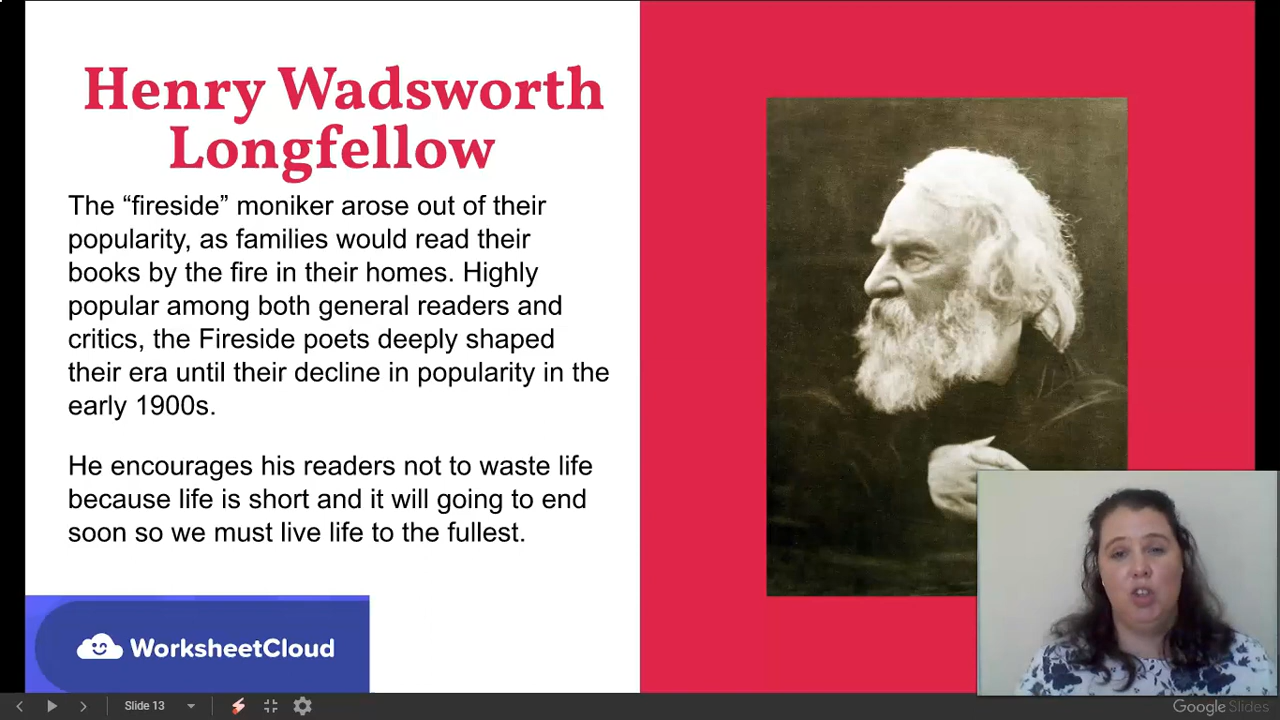 Henry Wadsworth
Longfellow
The “fireside” moniker arose out of their
popularity, as families would read their
books by the fire in their homes. Highly
popular among both general readers and
critics, the Fireside poets deeply shaped
their era until their decline in popularity in the
early 1900s.
He encourages his readers not to waste life
because life is short and it will going to end
soon so we must live life to the fullest.
WorksheetCloud
Slide 13
Google Slides